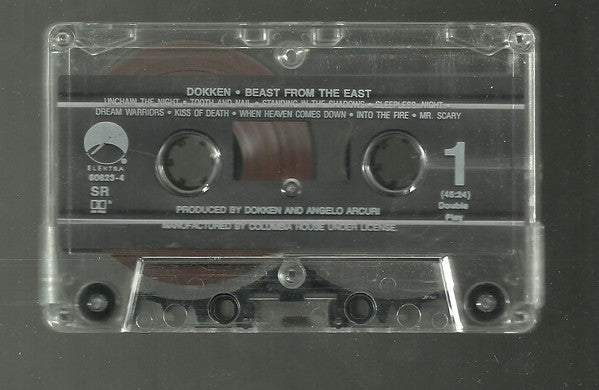 DOKKEN • BEAST FROM THE EAST
UNCHAIN THE NIGHT • TOOTH AND NAIL • STANDING IN THE SHADOWS • SLEEPLESS NIGHT •
DREAM WARRIORS • KISS OF DEATH • WHEN HEAVEN COMES DOWN • INTO THE FIRE • MR. SCARY
ELEKTRA
60823-4
SR
1
(45:24)
Double
Play
PRODUCED BY DOKKEN AND ANGELO ARCURI
MANUFACTURED BY COLUMBIA HOUSE UNDER LICENSE.